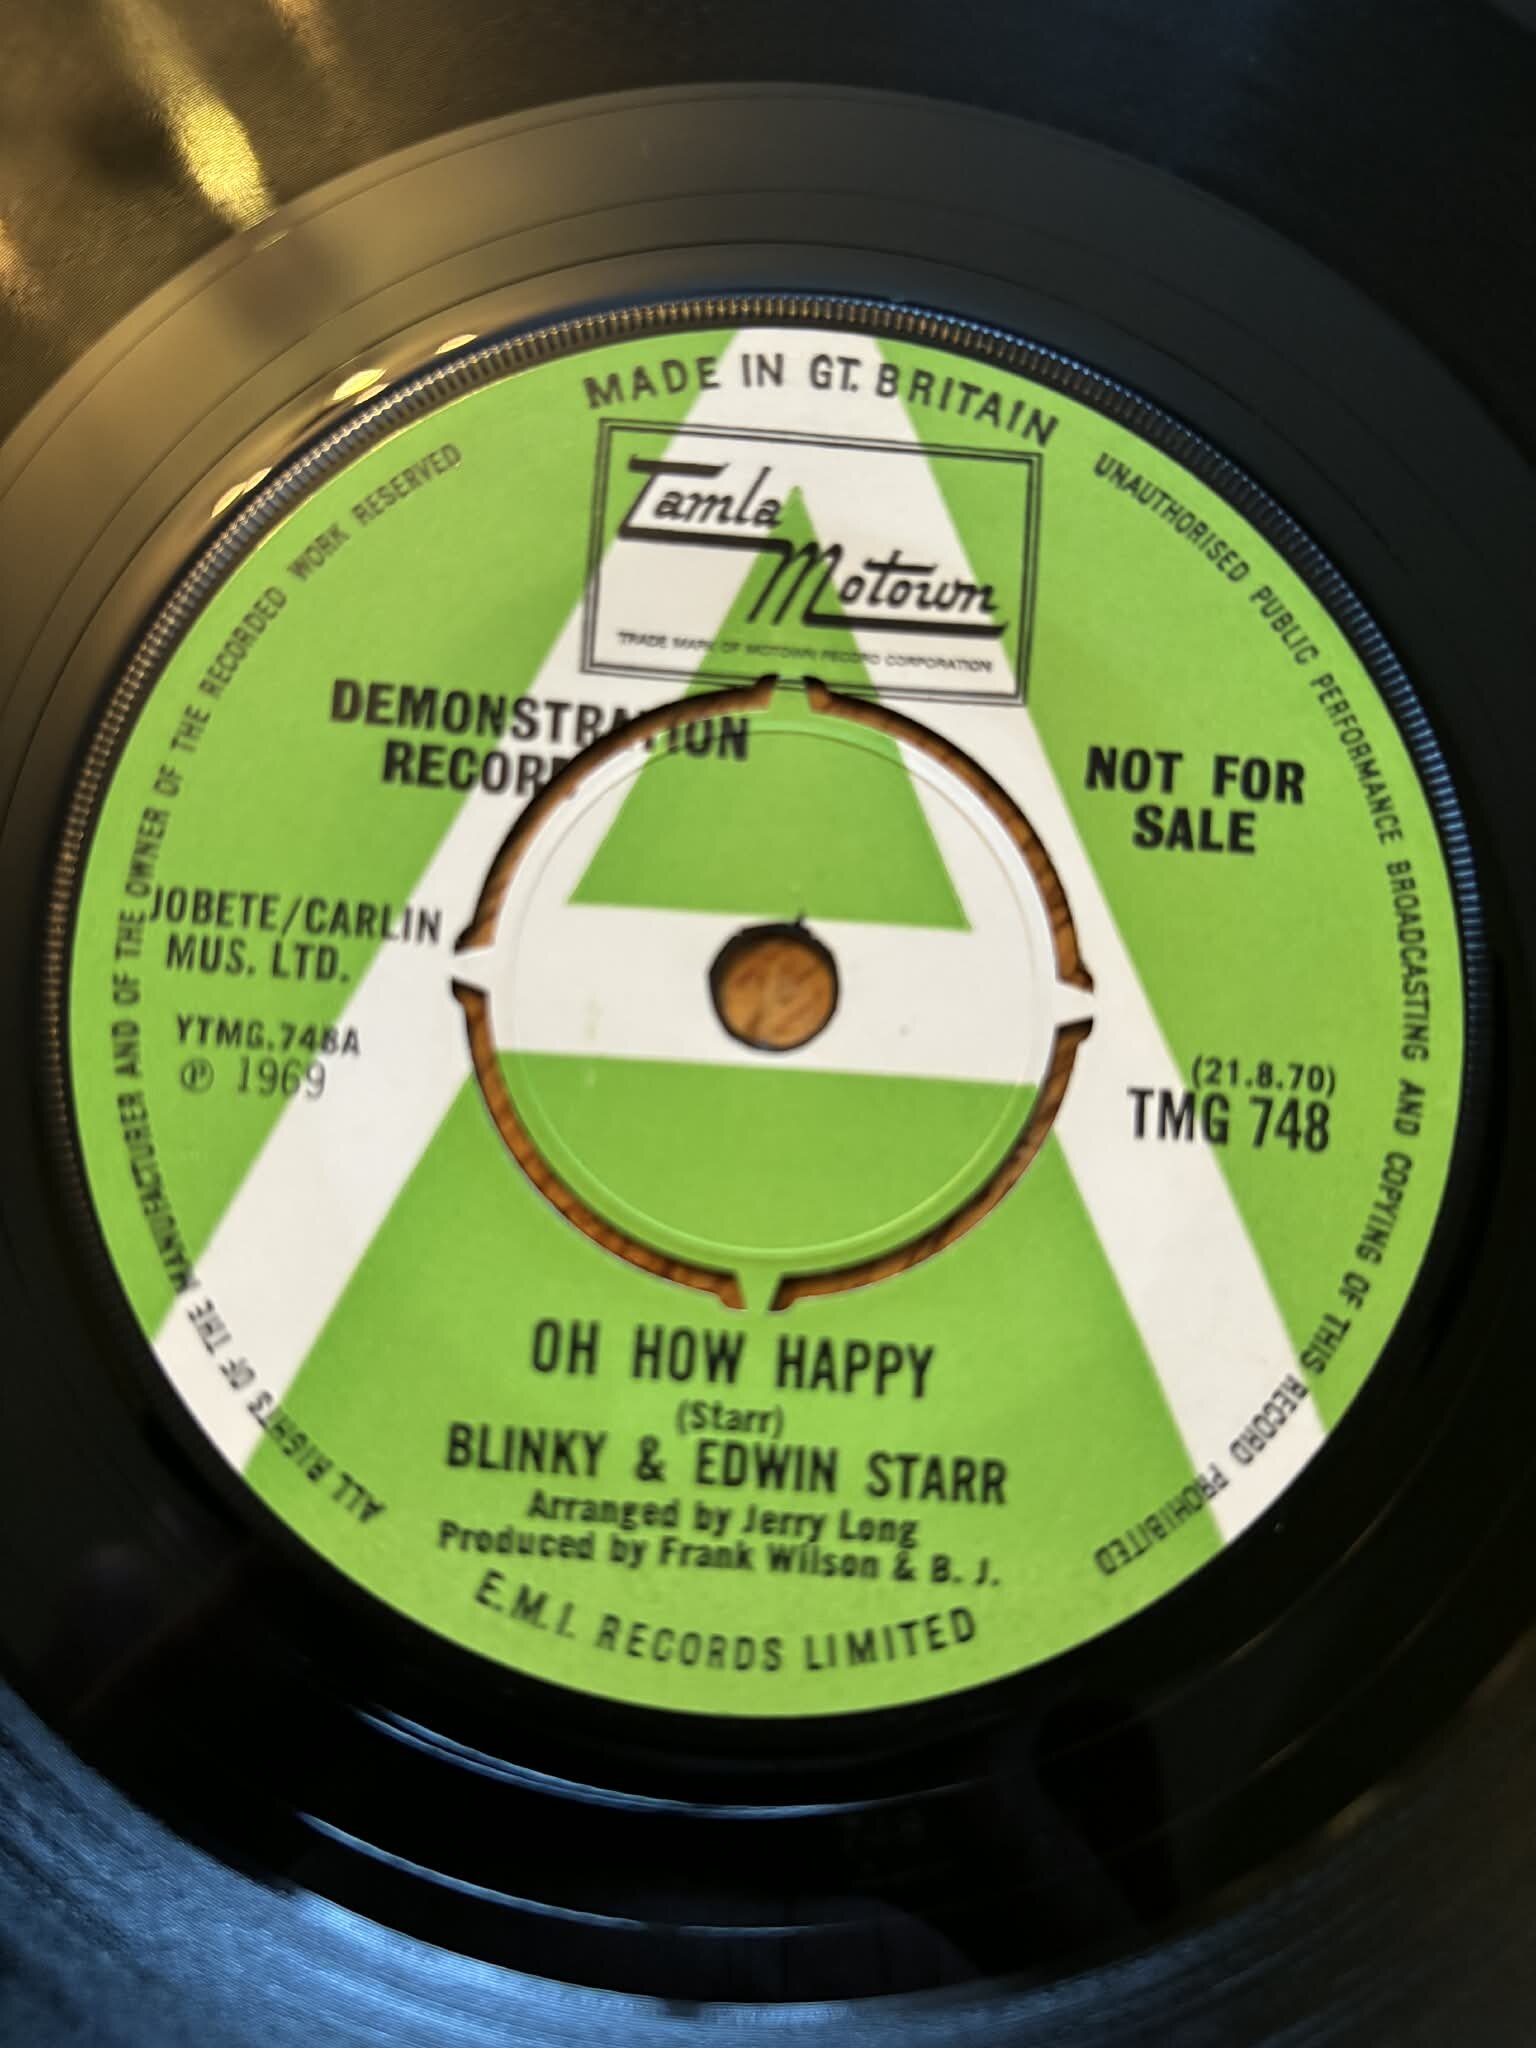 MADE IN GT. BRITAIN
Tamla
Motown
TRADE MARK OF MOTOWN RECORD CORPORATION
DEMONSTRATION
RECORD
NOT FOR
SALE
JOBETE/CARLIN
MUS. LTD.
YTMG.748A
℗ 1969
(21.8.70)
TMG 748
OH HOW HAPPY
(Starr)
BLINKY & EDWIN STARR
Arranged by Jerry Long
Produced by Frank Wilson & B. J.
E.M.I. RECORDS LIMITED
ALL RIGHTS OF THE MANUFACTURER AND OF THE OWNER OF THE RECORDED WORK RESERVED
UNAUTHORISED PUBLIC PERFORMANCE BROADCASTING AND COPYING OF THIS RECORD PROHIBITED